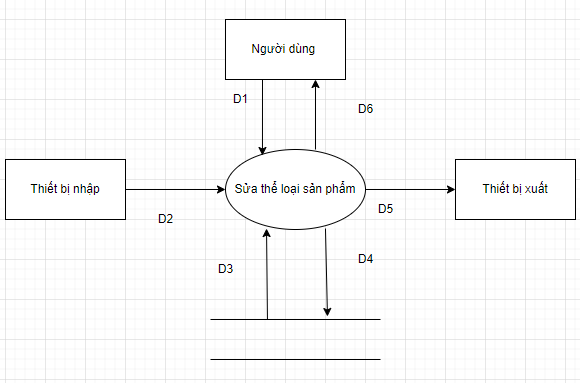 Người dùng
D1
D6
Thiết bị nhập
Sửa thể loại sản phẩm
Thiết bị xuất
D2
D5
D3
D4